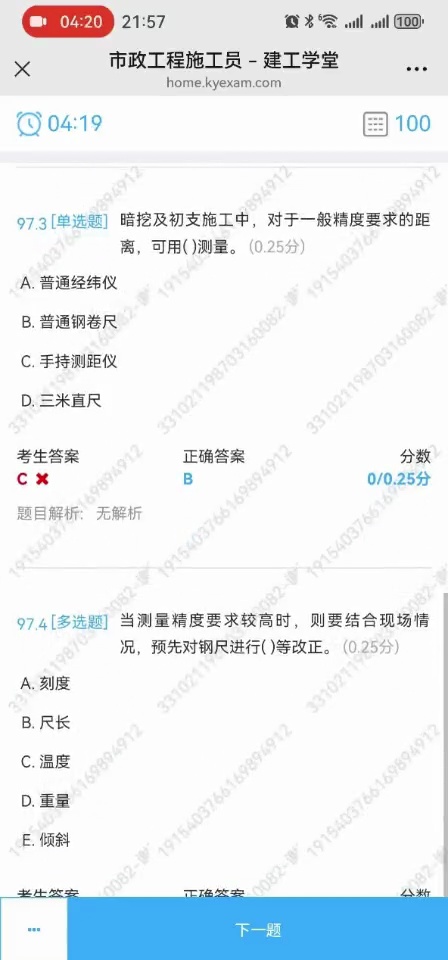 04:20 21:57 100
市政工程施工员 – 建工学堂
home.kyexam.com
04:19 100
97.3 [单选题] 暗挖及初支施工中，对于一般精度要求的距
离，可用( )测量。（0.25分）
A. 普通经纬仪
B. 普通钢卷尺
C. 手持测距仪
D. 三米直尺
考生答案 正确答案 分数
C ✖ B 0/0.25分
题目解析： 无解析
97.4 [多选题] 当测量精度要求较高时，则要结合现场情
况，预先对钢尺进行( )等改正。（0.25分）
A. 刻度
B. 尺长
C. 温度
D. 重量
E. 倾斜
考生答案 正确答案 分数
下一题